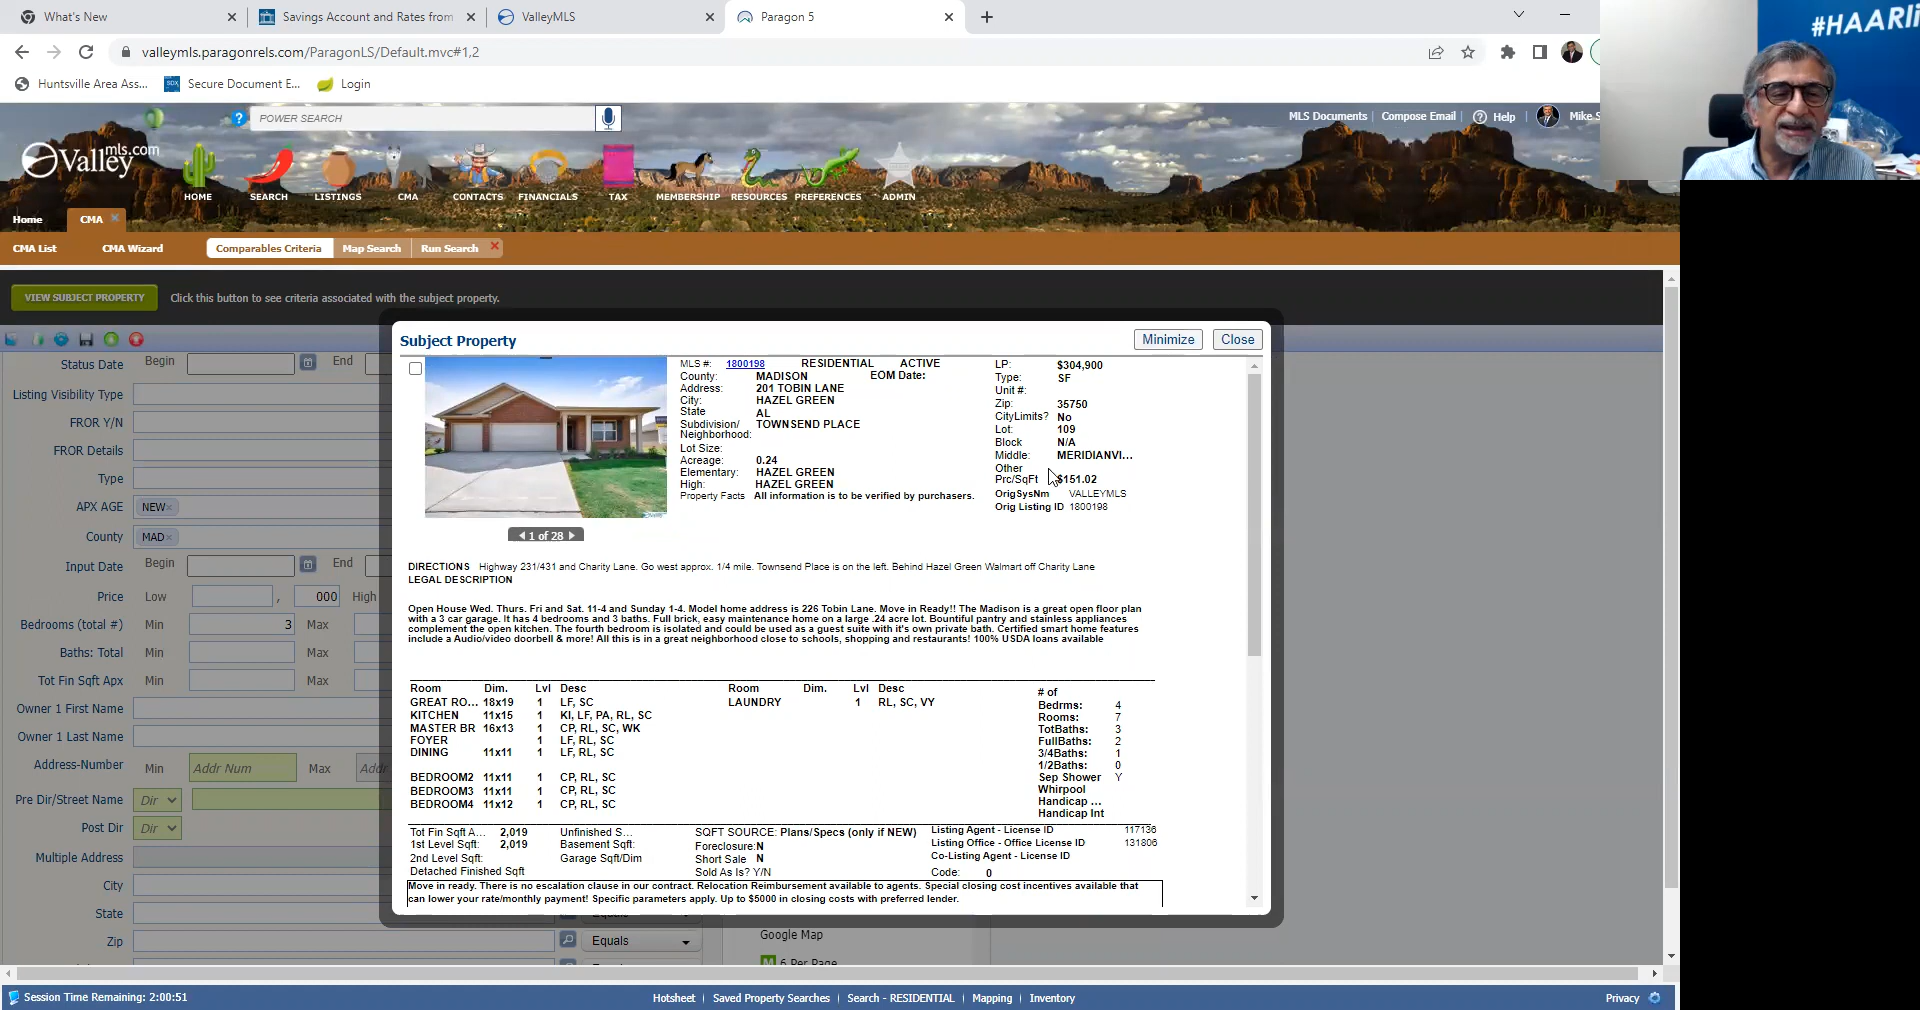 What's New
Savings Account and Rates from
ValleyMLS
Paragon 5
valleymls.paragonrels.com/ParagonLS/Default.mvc#1,2
Huntsville Area Ass...
Secure Document E...
Login
#HAARli
POWER SEARCH
MLS Documents | Compose Email | Help | Mike S
Valleymls.com
HOME SEARCH LISTINGS CMA CONTACTS FINANCIALS TAX MEMBERSHIP RESOURCES PREFERENCES ADMIN
Home CMA
CMA List CMA Wizard Comparables Criteria Map Search Run Search
VIEW SUBJECT PROPERTY Click this button to see criteria associated with the subject property.
Status Date Begin End
Listing Visibility Type
FROR Y/N
FROR Details
Type
APX AGE NEW
County MAD
Input Date Begin End
Price Low , 000 High
Bedrooms (total #) Min 3 Max
Baths: Total Min Max
Tot Fin Sqft Apx Min Max
Owner 1 First Name
Owner 1 Last Name
Address-Number Min Addr Num Max Addr
Pre Dir/Street Name Dir
Post Dir Dir
Multiple Address
City
State
Zip Equals
Subject Property Minimize Close
MLS #: 1800198 RESIDENTIAL ACTIVE
County: MADISON EOM Date:
Address: 201 TOBIN LANE
City: HAZEL GREEN
State AL
Subdivision/ TOWNSEND PLACE
Neighborhood:
Lot Size:
Acreage: 0.24
Elementary: HAZEL GREEN
High: HAZEL GREEN
Property Facts All information is to be verified by purchasers.
LP: $304,900
Type: SF
Unit #:
Zip: 35750
CityLimits? No
Lot: 109
Block N/A
Middle: MERIDIANVI...
Other
Prc/SqFt $151.02
OrigSysNm VALLEYMLS
Orig Listing ID 1800198
1 of 28
DIRECTIONS Highway 231/431 and Charity Lane. Go west approx. 1/4 mile. Townsend Place is on the left. Behind Hazel Green Walmart off Charity Lane
LEGAL DESCRIPTION
Open House Wed. Thurs. Fri and Sat. 11-4 and Sunday 1-4. Model home address is 226 Tobin Lane. Move in Ready!! The Madison is a great open floor plan
with a 3 car garage. It has 4 bedrooms and 3 baths. Full brick, easy maintenance home on a large .24 acre lot. Bountiful pantry and stainless appliances
complement the open kitchen. The fourth bedroom is isolated and could be used as a guest suite with it's own private bath. Certified smart home features
include a Audio/video doorbell & more! All this is in a great neighborhood close to schools, shopping and restaurants! 100% USDA loans available
Room Dim. Lvl Desc Room Dim. Lvl Desc
GREAT RO... 18x19 1 LF, SC LAUNDRY 1 RL, SC, VY
KITCHEN 11x15 1 KI, LF, PA, RL, SC
MASTER BR 16x13 1 CP, RL, SC, WK
FOYER 1 LF, RL, SC
DINING 11x11 1 LF, RL, SC
BEDROOM2 11x11 1 CP, RL, SC
BEDROOM3 11x11 1 CP, RL, SC
BEDROOM4 11x12 1 CP, RL, SC
# of
Bedrms: 4
Rooms: 7
TotBaths: 3
FullBaths: 2
3/4Baths: 1
1/2Baths: 0
Sep Shower Y
Whirpool
Handicap ...
Handicap Int
Tot Fin Sqft A... 2,019 Unfinished S... SQFT SOURCE: Plans/Specs (only if NEW) Listing Agent - License ID 117136
1st Level Sqft: 2,019 Basement Sqft: Foreclosure:N Listing Office - Office License ID 131806
2nd Level Sqft: Garage Sqft/Dim Short Sale N Co-Listing Agent - License ID
Detached Finished Sqft Sold As Is? Y/N Code: 0
Move in ready. There is no escalation clause in our contract. Relocation Reimbursement available to agents. Special closing cost incentives available that
can lower your rate/monthly payment! Specific parameters apply. Up to $5000 in closing costs with preferred lender.
Google Map
6 Per Page
Session Time Remaining: 2:00:51
Hotsheet | Saved Property Searches | Search - RESIDENTIAL | Mapping | Inventory
Privacy